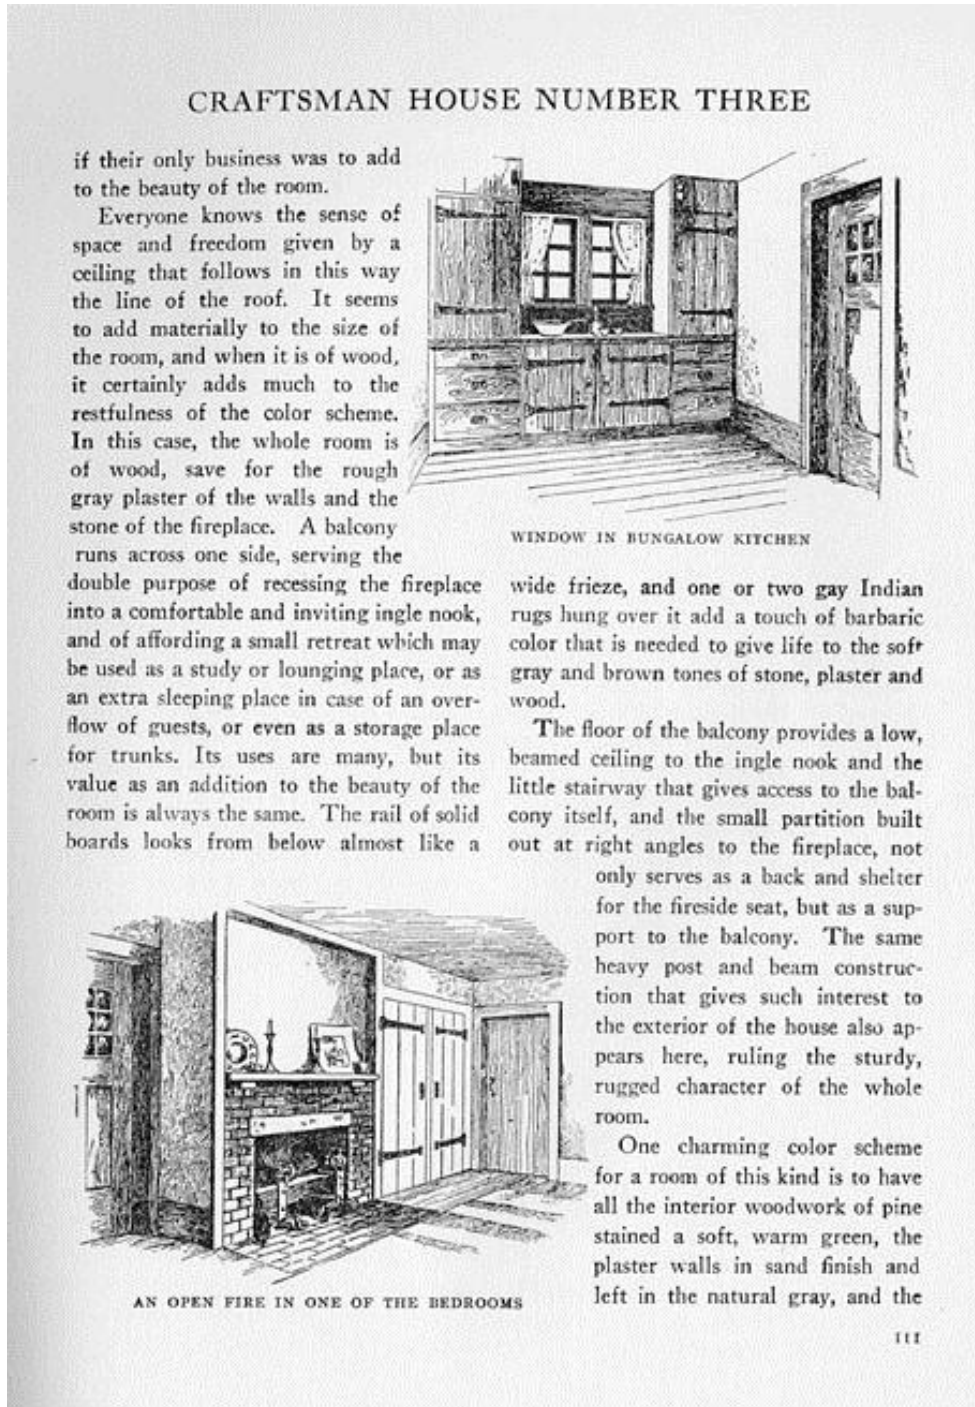 CRAFTSMAN HOUSE NUMBER THREE
if their only business was to add
to the beauty of the room.
Everyone knows the sense of
space and freedom given by a
ceiling that follows in this way
the line of the roof. It seems
to add materially to the size of
the room, and when it is of wood,
it certainly adds much to the
restfulness of the color scheme.
In this case, the whole room is
of wood, save for the rough
gray plaster of the walls and the
stone of the fireplace. A balcony
runs across one side, serving the
double purpose of recessing the fireplace
into a comfortable and inviting ingle nook,
and of affording a small retreat which may
be used as a study or lounging place, or as
an extra sleeping place in case of an over-
flow of guests, or even as a storage place
for trunks. Its uses are many, but its
value as an addition to the beauty of the
room is always the same. The rail of solid
boards looks from below almost like a
WINDOW IN BUNGALOW KITCHEN
wide frieze, and one or two gay Indian
rugs hung over it add a touch of barbaric
color that is needed to give life to the soft
gray and brown tones of stone, plaster and
wood.
The floor of the balcony provides a low,
beamed ceiling to the ingle nook and the
little stairway that gives access to the bal-
cony itself, and the small partition built
out at right angles to the fireplace, not
only serves as a back and shelter
for the fireside seat, but as a sup-
port to the balcony. The same
heavy post and beam construc-
tion that gives such interest to
the exterior of the house also ap-
pears here, ruling the sturdy,
rugged character of the whole
room.
One charming color scheme
for a room of this kind is to have
all the interior woodwork of pine
stained a soft, warm green, the
plaster walls in sand finish and
left in the natural gray, and the
AN OPEN FIRE IN ONE OF THE BEDROOMS
111